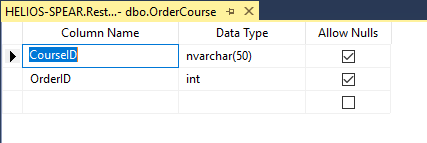 HELIOS-SPEAR.Rest...- dbo.OrderCourse
Column Name Data Type Allow Nulls
CourseID nvarchar(50)
OrderID int